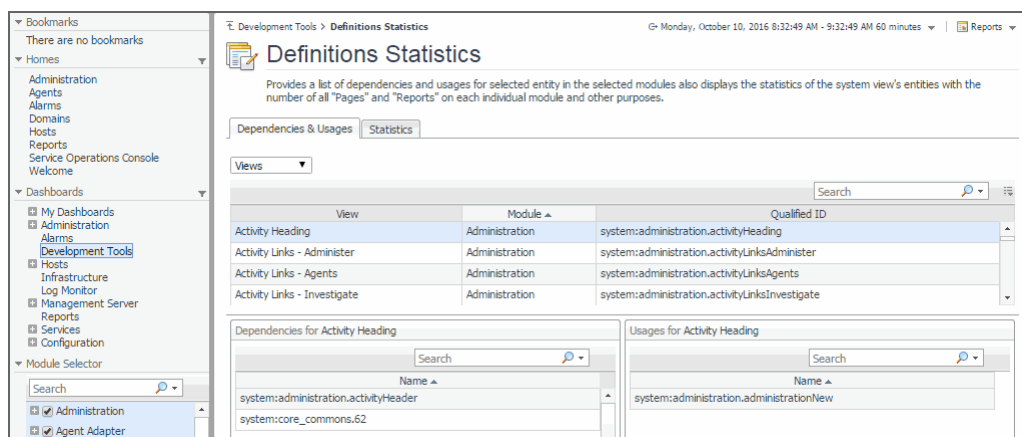 Bookmarks
There are no bookmarks
Homes
Administration
Agents
Alarms
Domains
Hosts
Reports
Service Operations Console
Welcome
Dashboards
My Dashboards
Administration
Alarms
Development Tools
Hosts
Infrastructure
Log Monitor
Management Server
Reports
Services
Configuration
Module Selector
Search
Administration
Agent Adapter
Development Tools > Definitions Statistics
Monday, October 10, 2016 8:32:49 AM - 9:32:49 AM 60 minutes
Reports
Definitions Statistics
Provides a list of dependencies and usages for selected entity in the selected modules also displays the statistics of the system view's entities with the
number of all "Pages" and "Reports" on each individual module and other purposes.
Dependencies & Usages
Statistics
Views
Search
View Module Qualified ID
Activity Heading Administration system:administration.activityHeading
Activity Links - Administer Administration system:administration.activityLinksAdminister
Activity Links - Agents Administration system:administration.activityLinksAgents
Activity Links - Investigate Administration system:administration.activityLinksInvestigate
Dependencies for Activity Heading
Search
Name
system:administration.activityHeader
system:core_commons.62
Usages for Activity Heading
Search
Name
system:administration.administrationNew